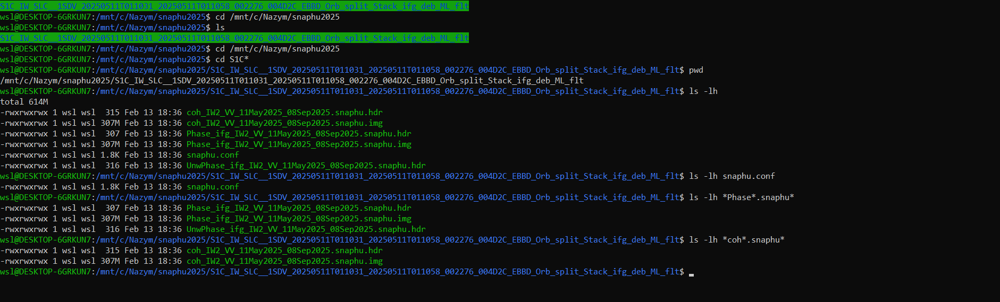 S1C_IW_SLC__1SDV_20250511T011031_20250511T011058_002276_004D2C_EBBD_Orb_split_Stack_ifg_deb_ML_flt
wsl@DESKTOP-6GRKUN7:/mnt/c/Nazym/snaphu2025$ cd /mnt/c/Nazym/snaphu2025
wsl@DESKTOP-6GRKUN7:/mnt/c/Nazym/snaphu2025$ ls
S1C_IW_SLC__1SDV_20250511T011031_20250511T011058_002276_004D2C_EBBD_Orb_split_Stack_ifg_deb_ML_flt
wsl@DESKTOP-6GRKUN7:/mnt/c/Nazym/snaphu2025$ cd /mnt/c/Nazym/snaphu2025
wsl@DESKTOP-6GRKUN7:/mnt/c/Nazym/snaphu2025$ cd S1C*
wsl@DESKTOP-6GRKUN7:/mnt/c/Nazym/snaphu2025/S1C_IW_SLC__1SDV_20250511T011031_20250511T011058_002276_004D2C_EBBD_Orb_split_Stack_ifg_deb_ML_flt$ pwd
/mnt/c/Nazym/snaphu2025/S1C_IW_SLC__1SDV_20250511T011031_20250511T011058_002276_004D2C_EBBD_Orb_split_Stack_ifg_deb_ML_flt
wsl@DESKTOP-6GRKUN7:/mnt/c/Nazym/snaphu2025/S1C_IW_SLC__1SDV_20250511T011031_20250511T011058_002276_004D2C_EBBD_Orb_split_Stack_ifg_deb_ML_flt$ ls -lh
total 614M
-rwxrwxrwx 1 wsl wsl  315 Feb 13 18:36 coh_IW2_VV_11May2025_08Sep2025.snaphu.hdr
-rwxrwxrwx 1 wsl wsl 307M Feb 13 18:36 coh_IW2_VV_11May2025_08Sep2025.snaphu.img
-rwxrwxrwx 1 wsl wsl  307 Feb 13 18:36 Phase_ifg_IW2_VV_11May2025_08Sep2025.snaphu.hdr
-rwxrwxrwx 1 wsl wsl 307M Feb 13 18:36 Phase_ifg_IW2_VV_11May2025_08Sep2025.snaphu.img
-rwxrwxrwx 1 wsl wsl 1.8K Feb 13 18:36 snaphu.conf
-rwxrwxrwx 1 wsl wsl  316 Feb 13 18:36 UnwPhase_ifg_IW2_VV_11May2025_08Sep2025.snaphu.hdr
wsl@DESKTOP-6GRKUN7:/mnt/c/Nazym/snaphu2025/S1C_IW_SLC__1SDV_20250511T011031_20250511T011058_002276_004D2C_EBBD_Orb_split_Stack_ifg_deb_ML_flt$ ls -lh snaphu.conf
-rwxrwxrwx 1 wsl wsl 1.8K Feb 13 18:36 snaphu.conf
wsl@DESKTOP-6GRKUN7:/mnt/c/Nazym/snaphu2025/S1C_IW_SLC__1SDV_20250511T011031_20250511T011058_002276_004D2C_EBBD_Orb_split_Stack_ifg_deb_ML_flt$ ls -lh *Phase*.snaphu*
-rwxrwxrwx 1 wsl wsl  307 Feb 13 18:36 Phase_ifg_IW2_VV_11May2025_08Sep2025.snaphu.hdr
-rwxrwxrwx 1 wsl wsl 307M Feb 13 18:36 Phase_ifg_IW2_VV_11May2025_08Sep2025.snaphu.img
-rwxrwxrwx 1 wsl wsl  316 Feb 13 18:36 UnwPhase_ifg_IW2_VV_11May2025_08Sep2025.snaphu.hdr
wsl@DESKTOP-6GRKUN7:/mnt/c/Nazym/snaphu2025/S1C_IW_SLC__1SDV_20250511T011031_20250511T011058_002276_004D2C_EBBD_Orb_split_Stack_ifg_deb_ML_flt$ ls -lh *coh*.snaphu*
-rwxrwxrwx 1 wsl wsl  315 Feb 13 18:36 coh_IW2_VV_11May2025_08Sep2025.snaphu.hdr
-rwxrwxrwx 1 wsl wsl 307M Feb 13 18:36 coh_IW2_VV_11May2025_08Sep2025.snaphu.img
wsl@DESKTOP-6GRKUN7:/mnt/c/Nazym/snaphu2025/S1C_IW_SLC__1SDV_20250511T011031_20250511T011058_002276_004D2C_EBBD_Orb_split_Stack_ifg_deb_ML_flt$